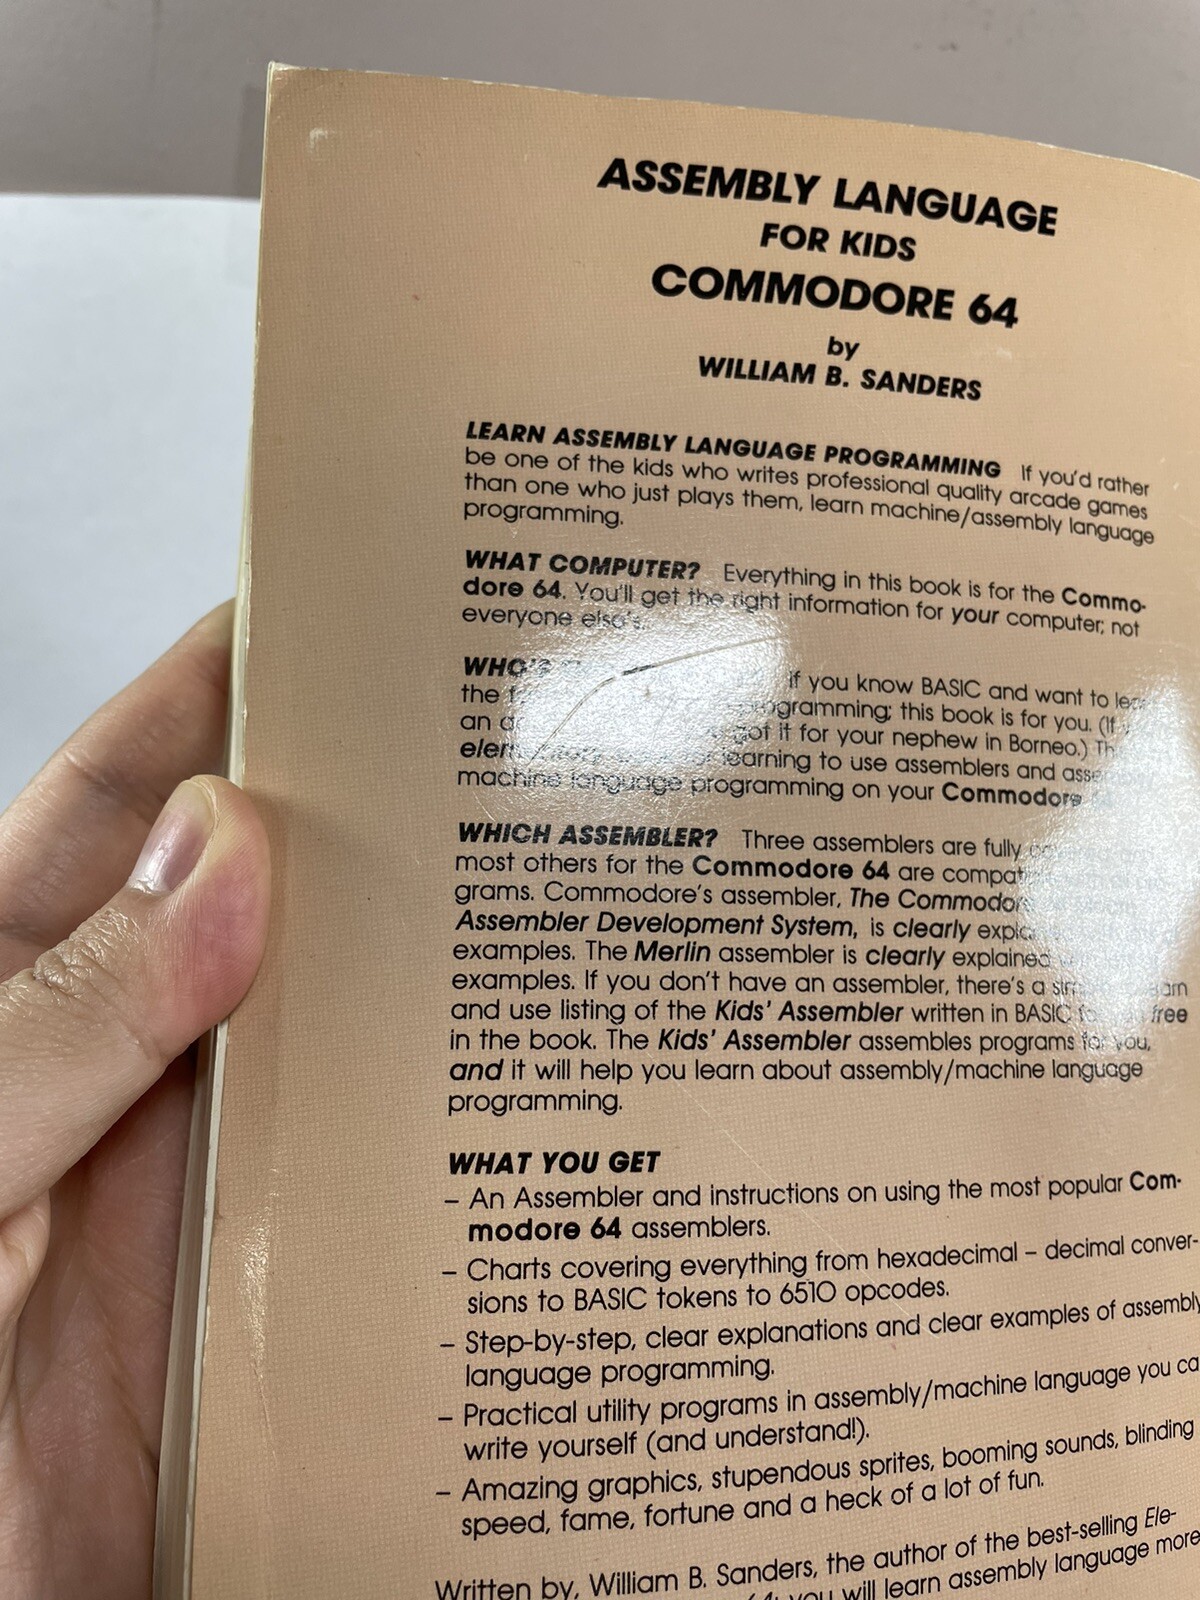 ASSEMBLY LANGUAGE
FOR KIDS
COMMODORE 64
by
WILLIAM B. SANDERS
LEARN ASSEMBLY LANGUAGE PROGRAMMING If you'd rather
be one of the kids who writes professional quality arcade games
than one who just plays them, learn machine/assembly language
programming.
WHAT COMPUTER? Everything in this book is for the Commo-
dore 64. You'll get the right information for your computer; not
everyone else's.
WHO'S if you know BASIC and want to
the programming; this book is for you. (If
an got it for your nephew in Borneo.)
learning to use assemblers and
machine language programming on your Commodore
WHICH ASSEMBLER? Three assemblers are fully
most others for the Commodore 64 are
grams. Commodore's assembler, The
Assembler Development System, is clearly
examples. The Merlin assembler is clearly explained
examples. If you don't have an assembler, there's a
and use listing of the Kids' Assembler written in BASIC free
in the book. The Kids' Assembler assembles programs for you,
and it will help you learn about assembly/machine language
programming.
WHAT YOU GET
– An Assembler and instructions on using the most popular Com-
modore 64 assemblers.
– Charts covering everything from hexadecimal – decimal conver-
sions to BASIC tokens to 6510 opcodes.
– Step-by-step, clear explanations and clear examples of assembly
language programming.
– Practical utility programs in assembly/machine language you
write yourself (and understand!).
– Amazing graphics, stupendous sprites, booming sounds, blinding
speed, fame, fortune and a heck of a lot of fun.
Written by, William B. Sanders, the author of the best-selling Ele-
you will learn assembly language more